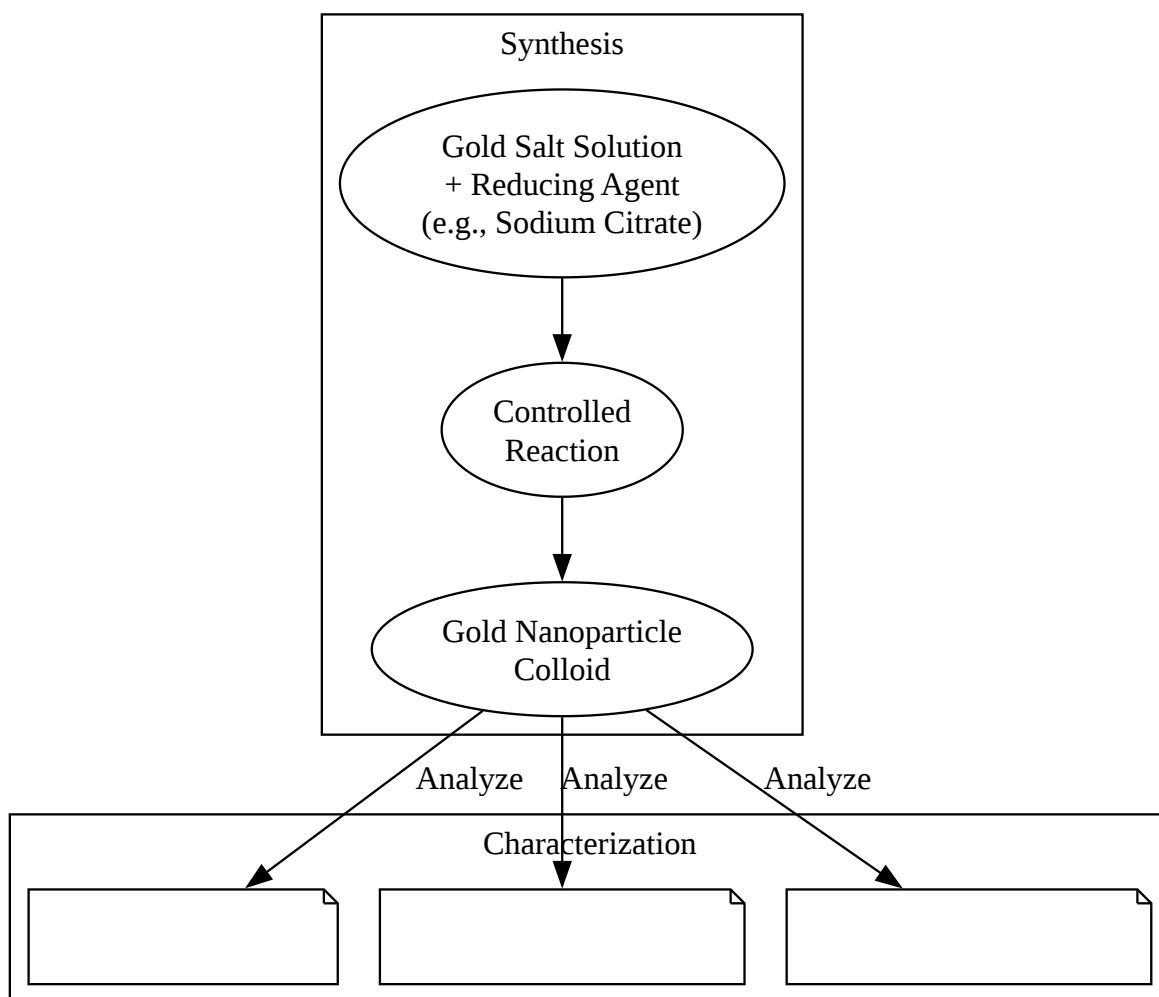 Synthesis
Gold Salt Solution
+ Reducing Agent
(e.g., Sodium Citrate)
Controlled
Reaction
Gold Nanoparticle
Colloid
Analyze
Analyze
Analyze
Characterization